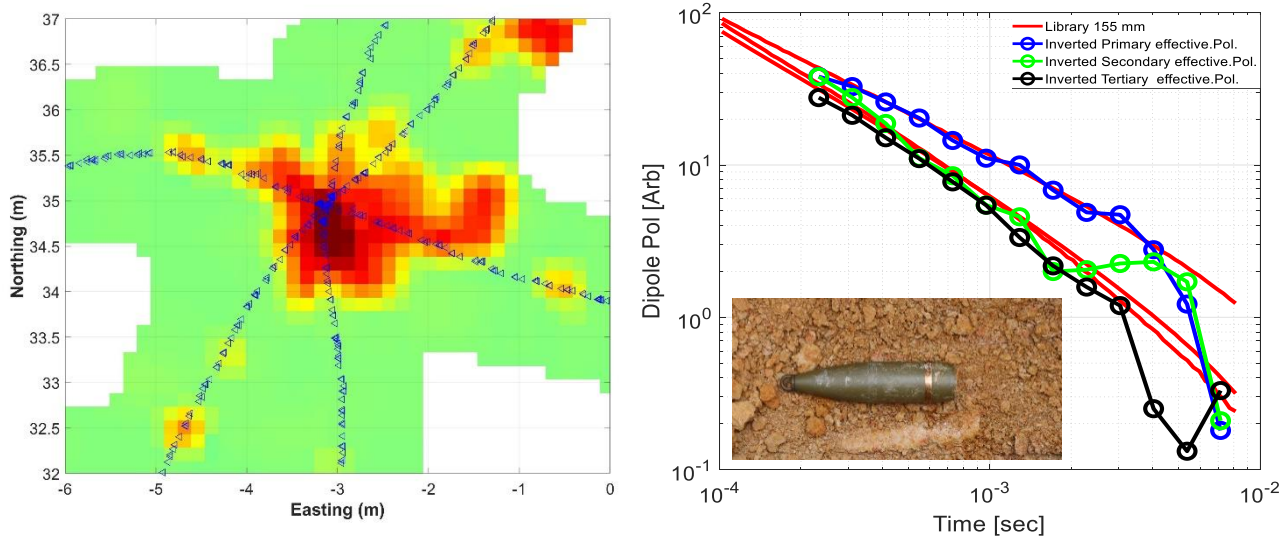 37
36.5
36
35.5
35
34.5
34
33.5
33
32.5
32
Northing (m)
-6 -5 -4 -3 -2 -1 0
Easting (m)
10^2
10^1
10^0
10^-1
Dipole Pol [Arb]
Library 155 mm
Inverted Primary effective.Pol.
Inverted Secondary effective.Pol.
Inverted Tertiary effective.Pol.
10^-4 10^-3 10^-2
Time [sec]